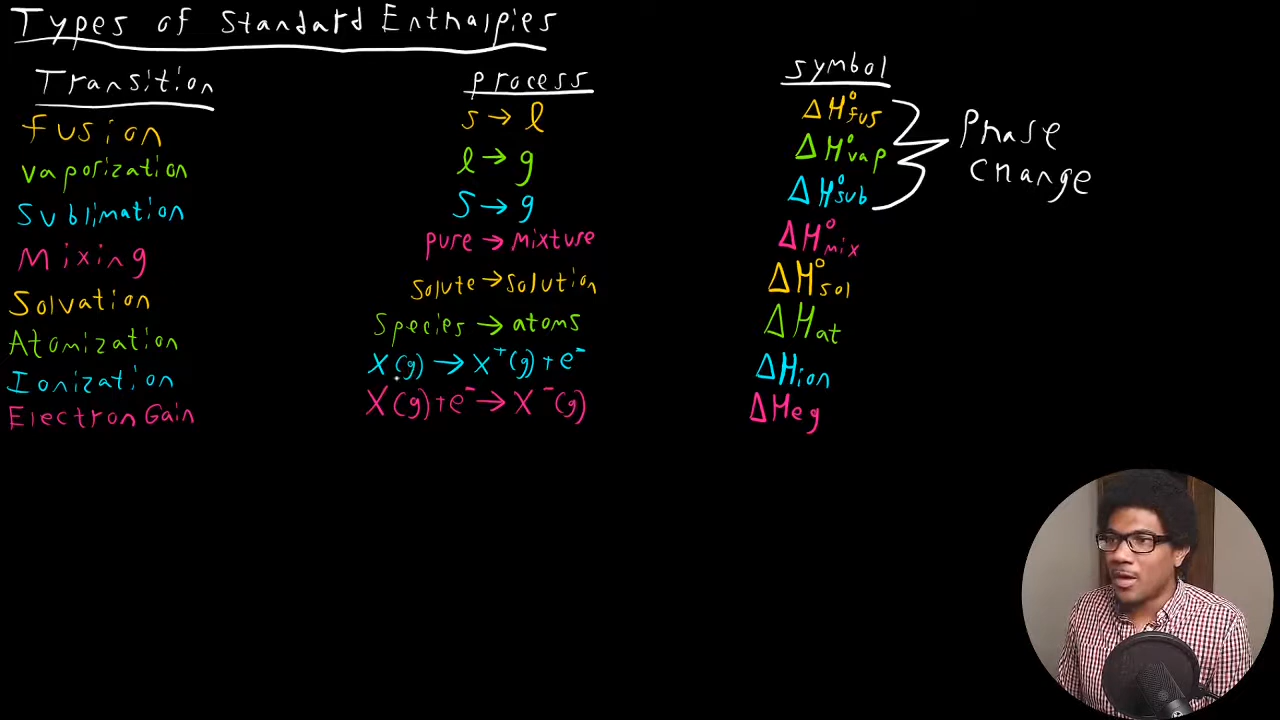 Types of Standard Enthalpies
Transition process symbol
fusion s → l ΔH°fus
vaporization l → g ΔH°vap
Sublimation S → g ΔH°sub
Phase
change
Mixing pure → mixture ΔH°mix
Solvation solute → solution ΔH°sol
Atomization Species → atoms ΔHat
Ionization X(g) → X⁺(g) + e⁻ ΔHion
Electron Gain X(g) + e⁻ → X⁻(g) ΔHeg